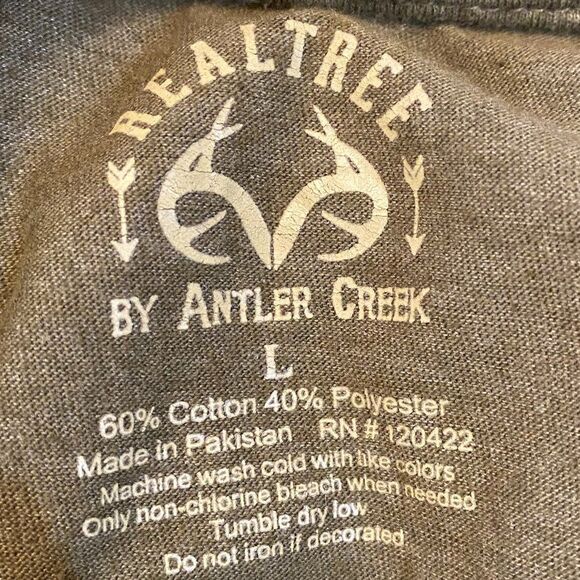 REALTREE
BY ANTLER CREEK
L
60% Cotton 40% Polyester
Made in Pakistan RN # 120422
Machine wash cold with like colors
Only non-chlorine bleach when needed
Tumble dry low
Do not iron if decorated